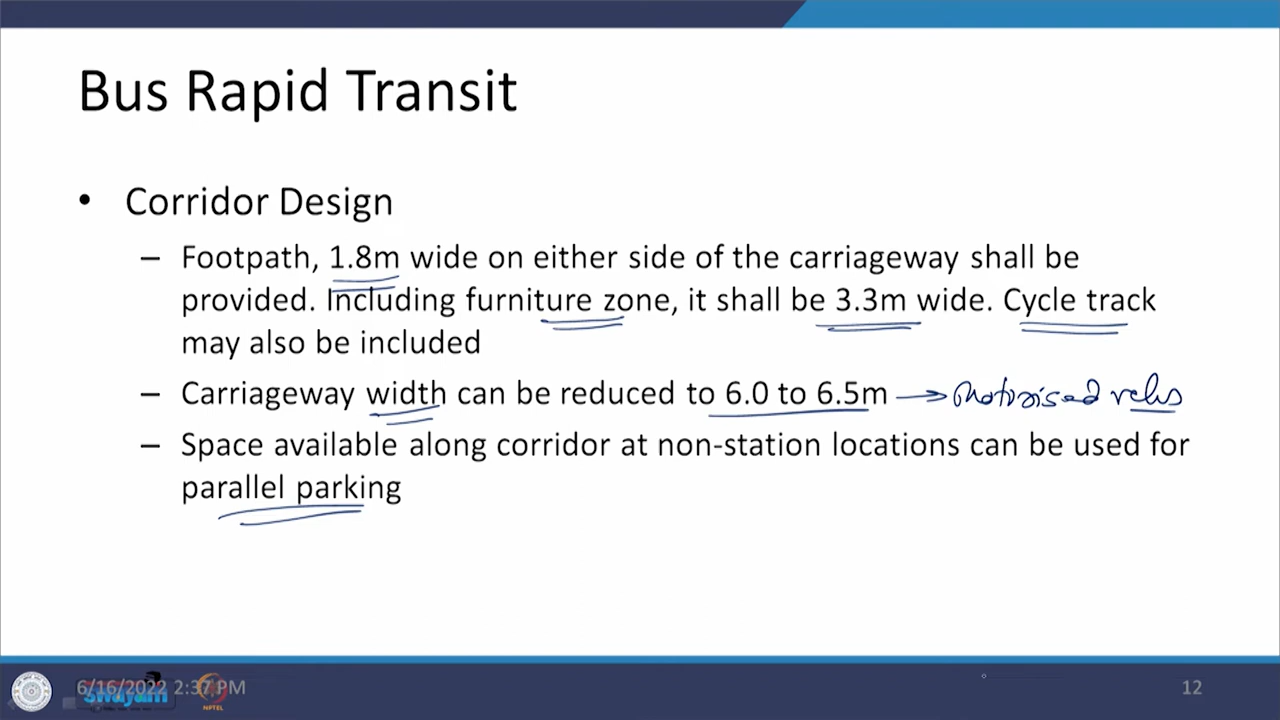 Bus Rapid Transit
• Corridor Design
– Footpath, 1.8m wide on either side of the carriageway shall be
provided. Including furniture zone, it shall be 3.3m wide. Cycle track
may also be included
– Carriageway width can be reduced to 6.0 to 6.5m → Motorised vehs
– Space available along corridor at non-station locations can be used for
parallel parking
6/16/2022 2:37 PM
swayam
NPTEL
12